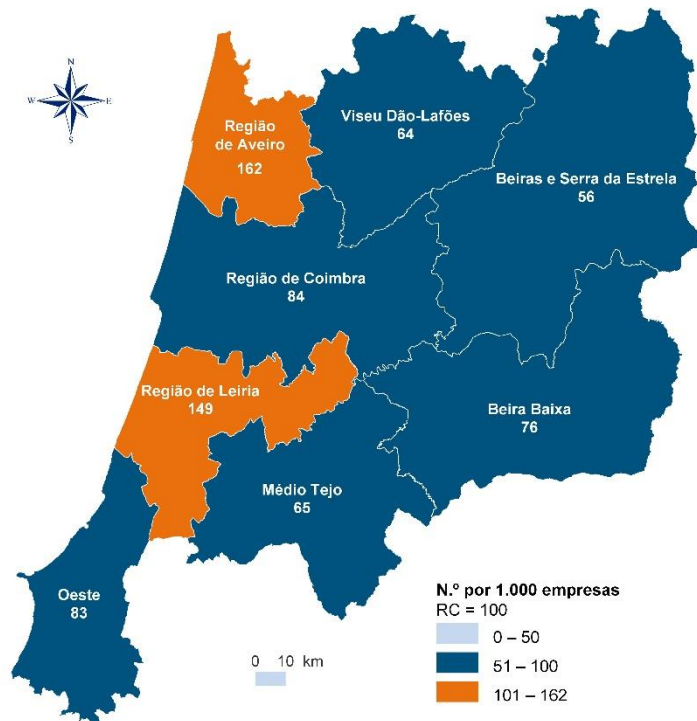 N
W E
S
Região
de Aveiro
162
Viseu Dão-Lafões
64
Beiras e Serra da Estrela
56
Região de Coimbra
84
Região de Leiria
149
Beira Baixa
76
Médio Tejo
65
Oeste
83
N.º por 1.000 empresas
RC = 100
0 – 50
51 – 100
101 – 162
0 10 km